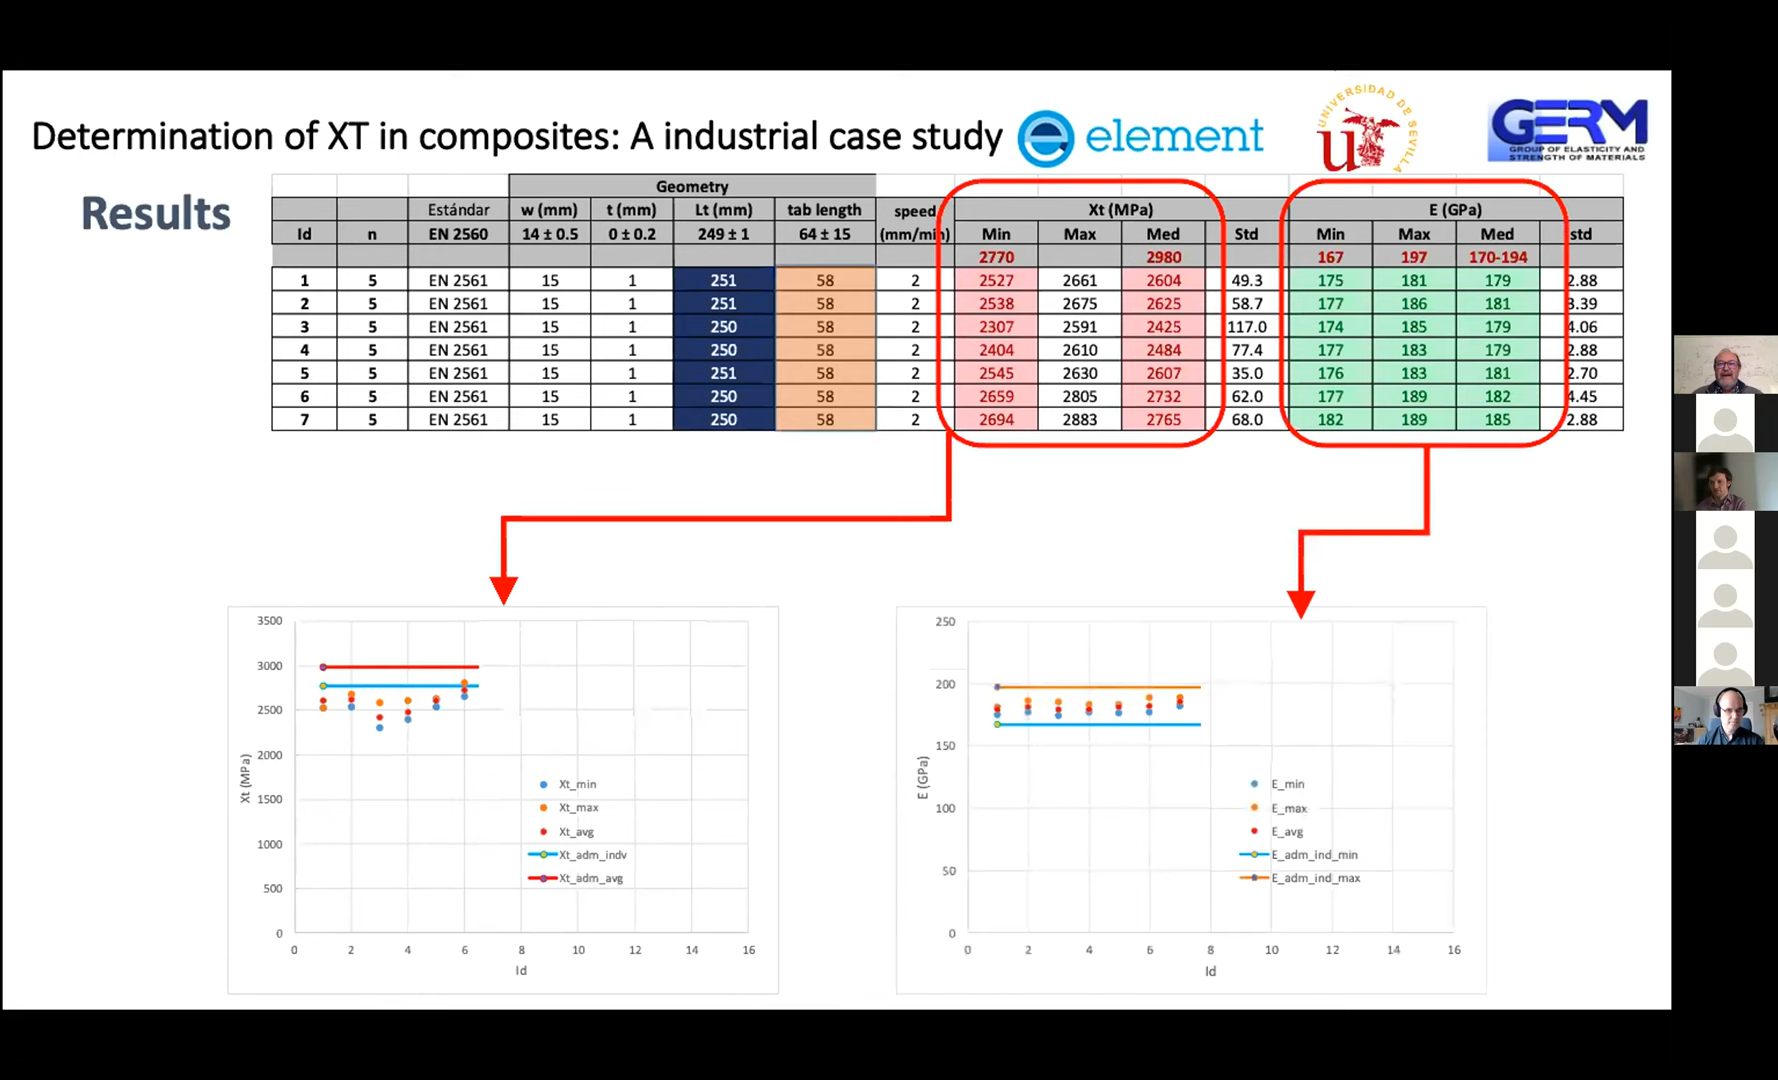 Determination of XT in composites: A industrial case study
element
UNIVERSIDAD DE SEVILLA
us
GERM
GROUP OF ELASTICITY AND
STRENGTH OF MATERIALS
Results
Geometry
Estándar w (mm) t (mm) Lt (mm) tab length speed Xt (MPa) E (GPa)
Id n EN 2560 14 ± 0.5 0 ± 0.2 249 ± 1 64 ± 15 (mm/min) Min Max Med Std Min Max Med std
2770 2980 167 197 170-194
1 5 EN 2561 15 1 251 58 2 2527 2661 2604 49.3 175 181 179 2.88
2 5 EN 2561 15 1 251 58 2 2538 2675 2625 58.7 177 186 181 3.39
3 5 EN 2561 15 1 250 58 2 2307 2591 2425 117.0 174 185 179 4.06
4 5 EN 2561 15 1 250 58 2 2404 2610 2484 77.4 177 183 179 2.88
5 5 EN 2561 15 1 251 58 2 2545 2630 2607 35.0 176 183 181 2.70
6 5 EN 2561 15 1 250 58 2 2659 2805 2732 62.0 177 189 182 4.45
7 5 EN 2561 15 1 250 58 2 2694 2883 2765 68.0 182 189 185 2.88
3500
3000
2500
2000
1500
1000
500
0
Xt (MPa)
Xt_min
Xt_max
Xt_avg
Xt_adm_indv
Xt_adm_avg
0 2 4 6 8 10 12 14 16
Id
250
200
150
100
50
0
E (GPa)
E_min
E_max
E_avg
E_adm_ind_min
E_adm_ind_max
0 2 4 6 8 10 12 14 16
Id